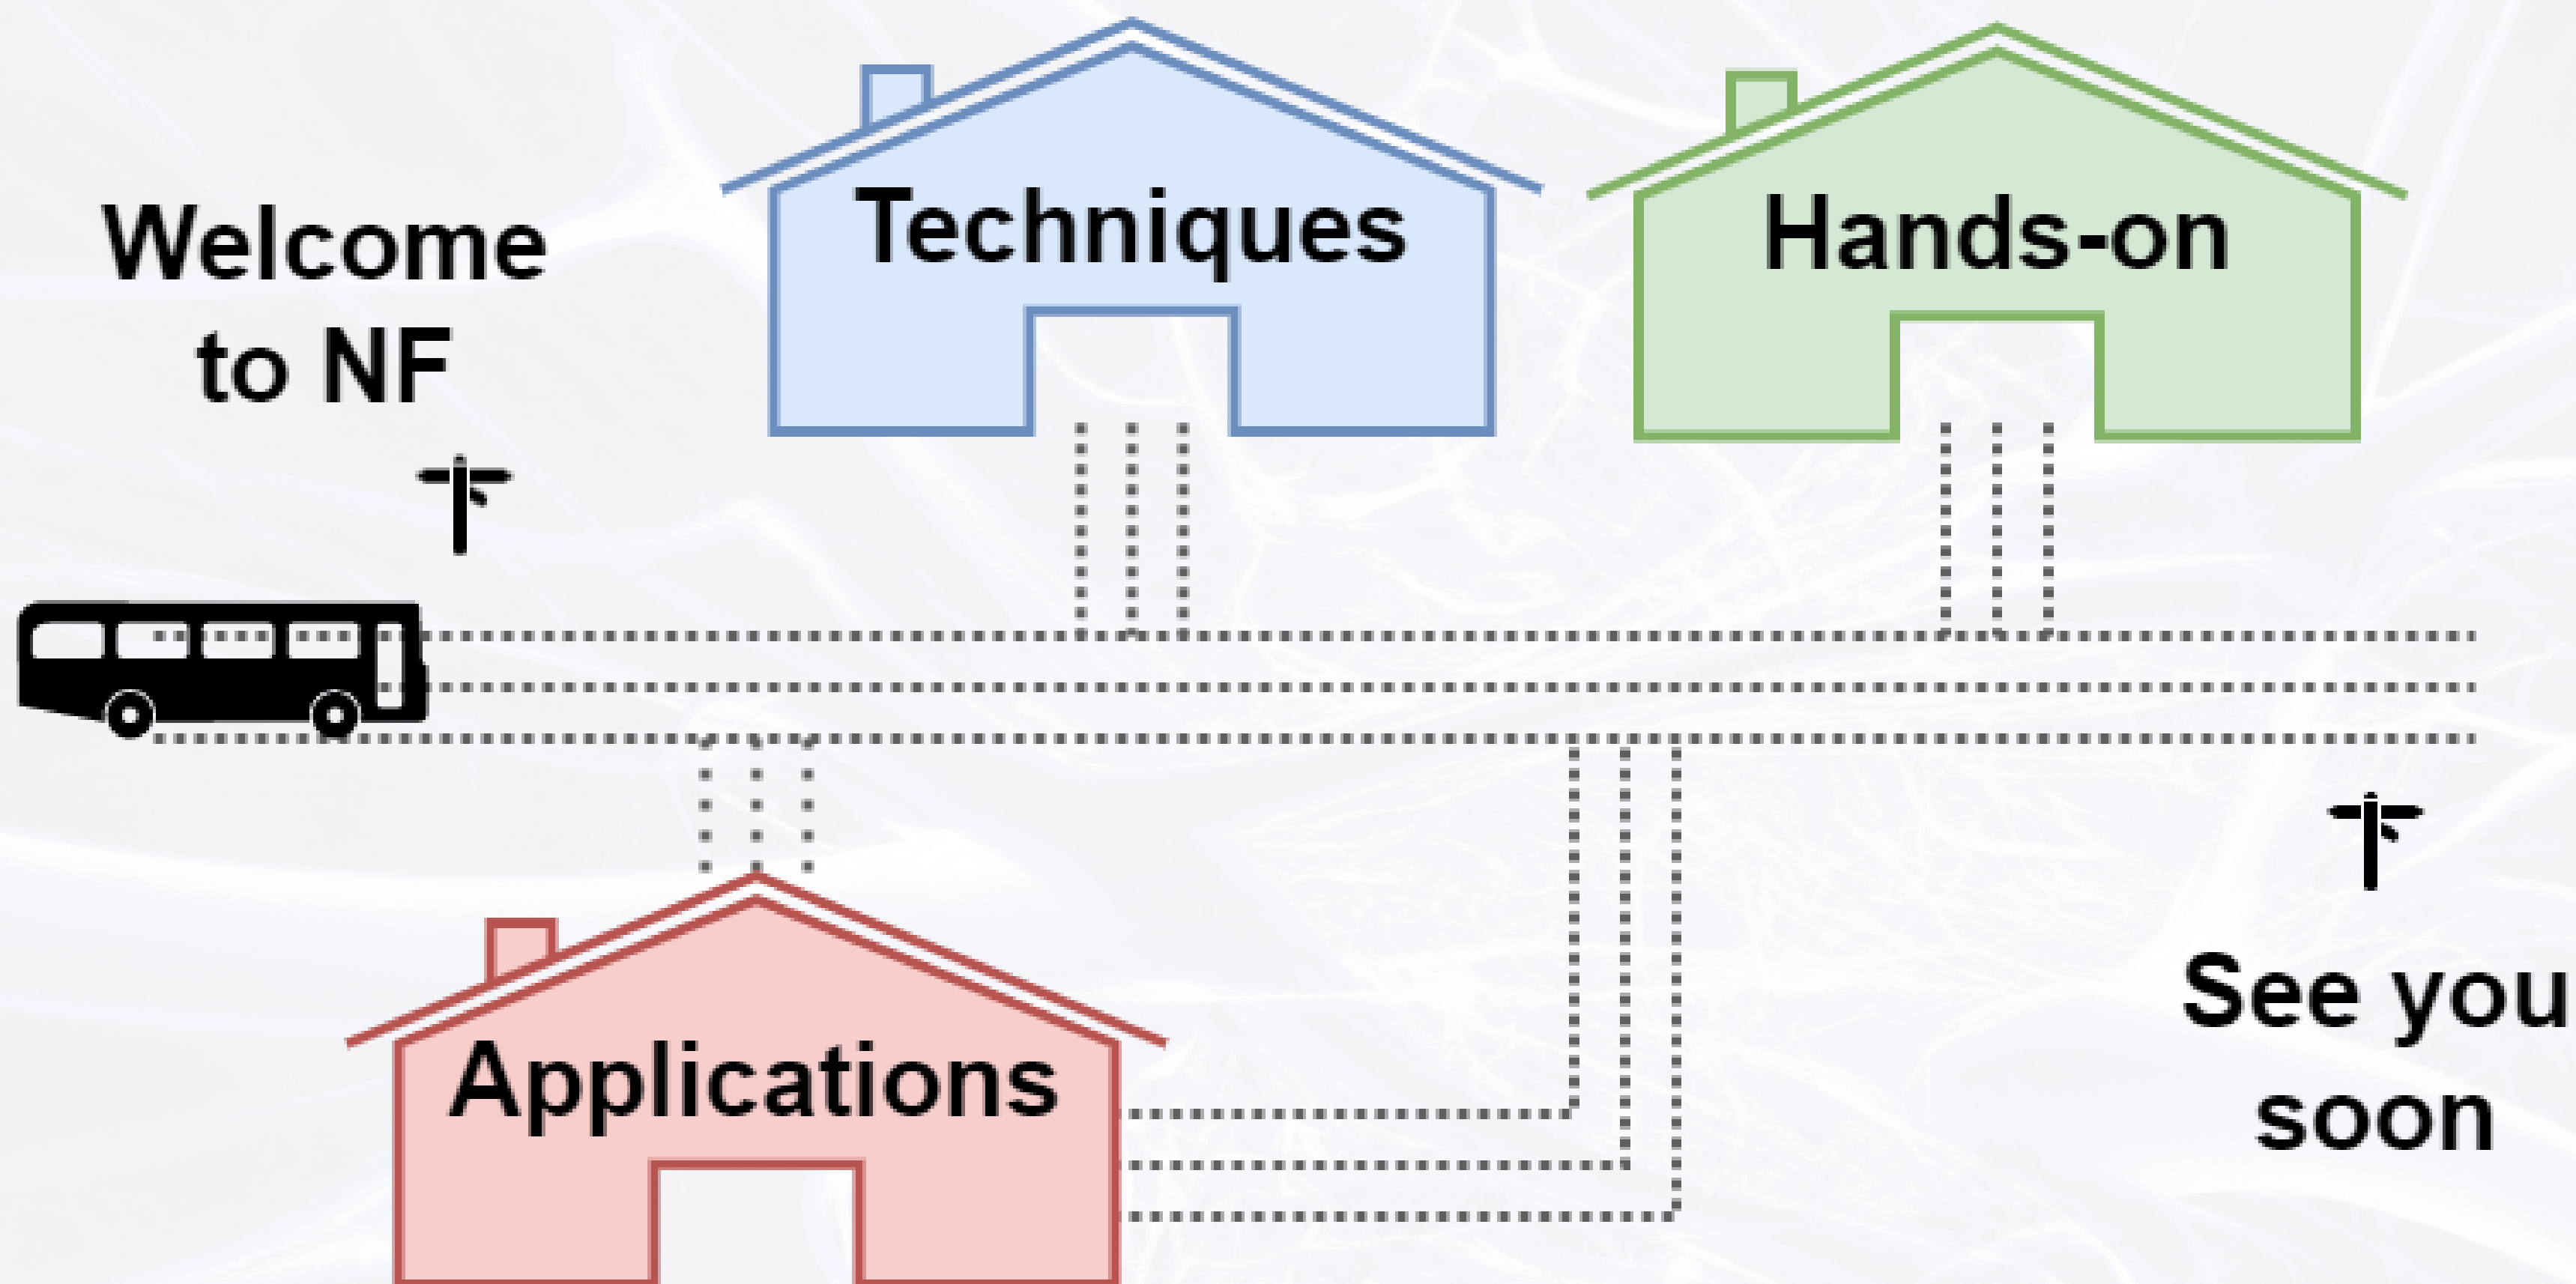 Welcome
to NF
Techniques
Hands-on
Applications
See you
soon